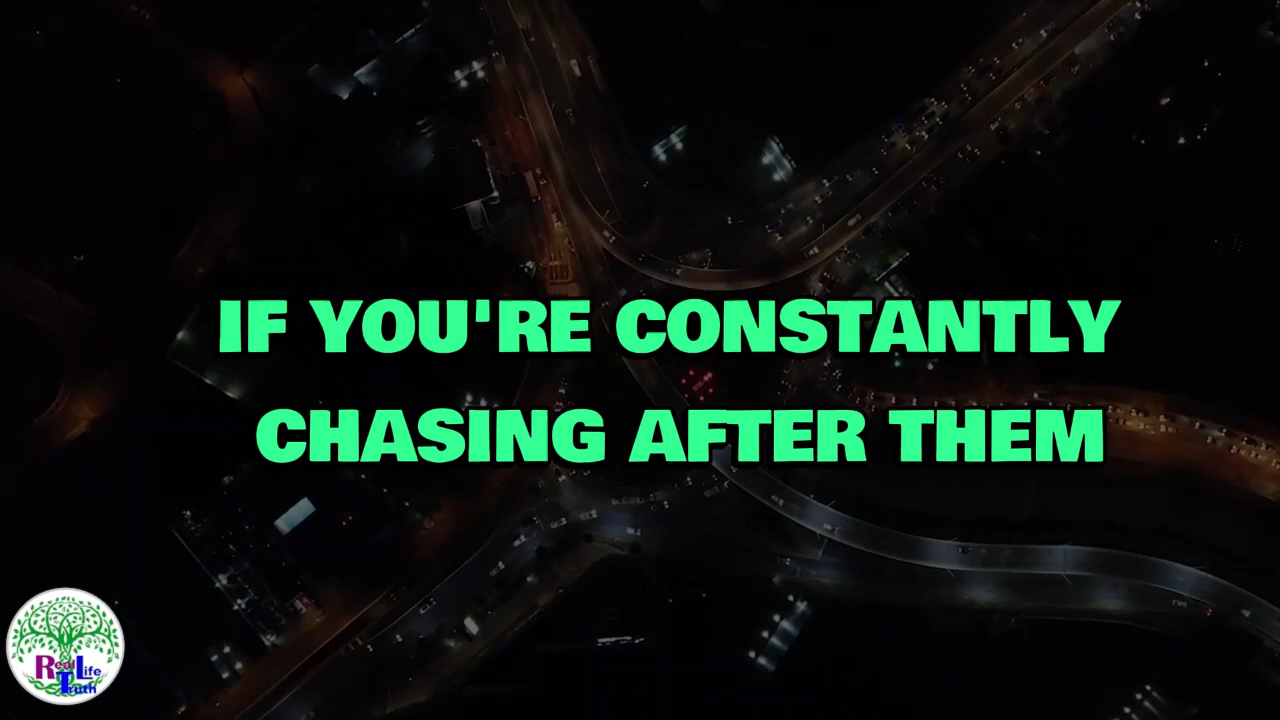 IF YOU'RE CONSTANTLY
CHASING AFTER THEM
Real Life
Truth